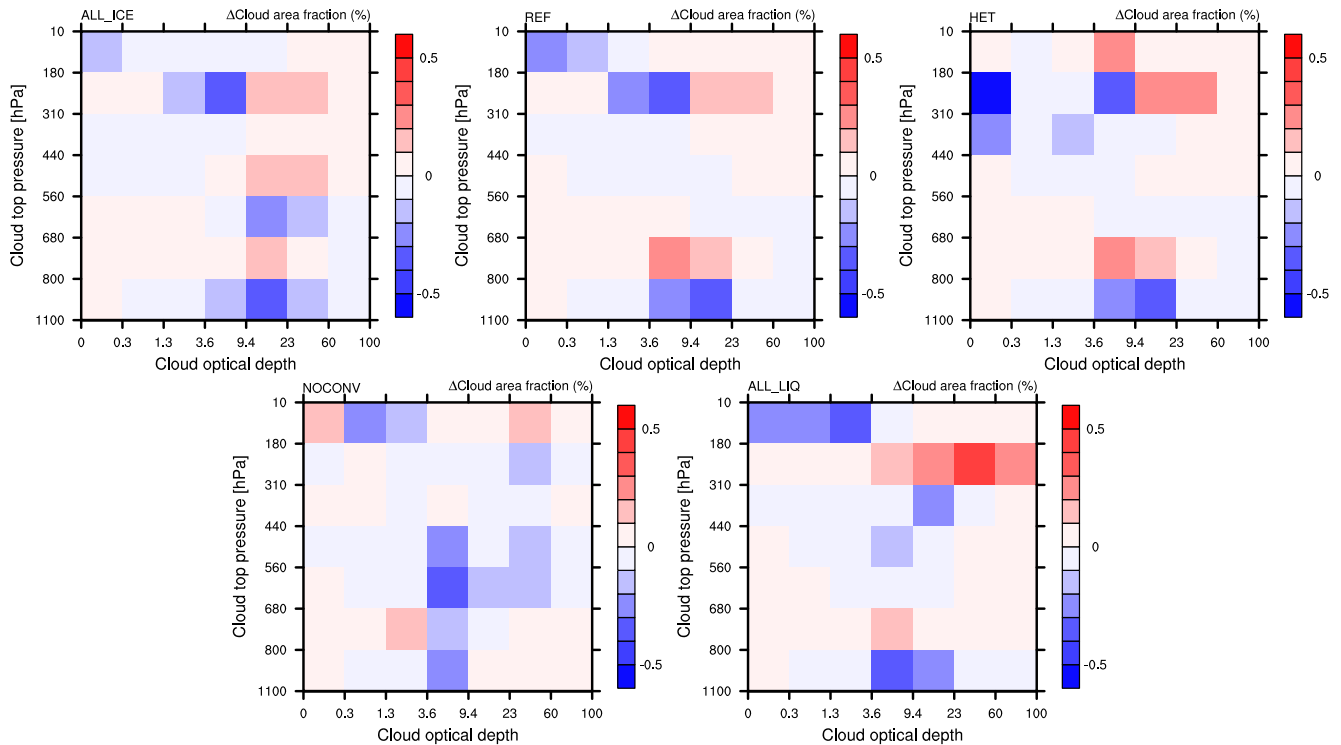 ALL_ICE ΔCloud area fraction (%)
10
180
310
440
560
680
800
1100
Cloud top pressure [hPa]
0 0.3 1.3 3.6 9.4 23 60 100
Cloud optical depth
0.5
0
-0.5
REF ΔCloud area fraction (%)
10
180
310
440
560
680
800
1100
Cloud top pressure [hPa]
0 0.3 1.3 3.6 9.4 23 60 100
Cloud optical depth
0.5
0
-0.5
HET ΔCloud area fraction (%)
10
180
310
440
560
680
800
1100
Cloud top pressure [hPa]
0 0.3 1.3 3.6 9.4 23 60 100
Cloud optical depth
0.5
0
-0.5
NOCONV ΔCloud area fraction (%)
10
180
310
440
560
680
800
1100
Cloud top pressure [hPa]
0 0.3 1.3 3.6 9.4 23 60 100
Cloud optical depth
0.5
0
-0.5
ALL_LIQ ΔCloud area fraction (%)
10
180
310
440
560
680
800
1100
Cloud top pressure [hPa]
0 0.3 1.3 3.6 9.4 23 60 100
Cloud optical depth
0.5
0
-0.5